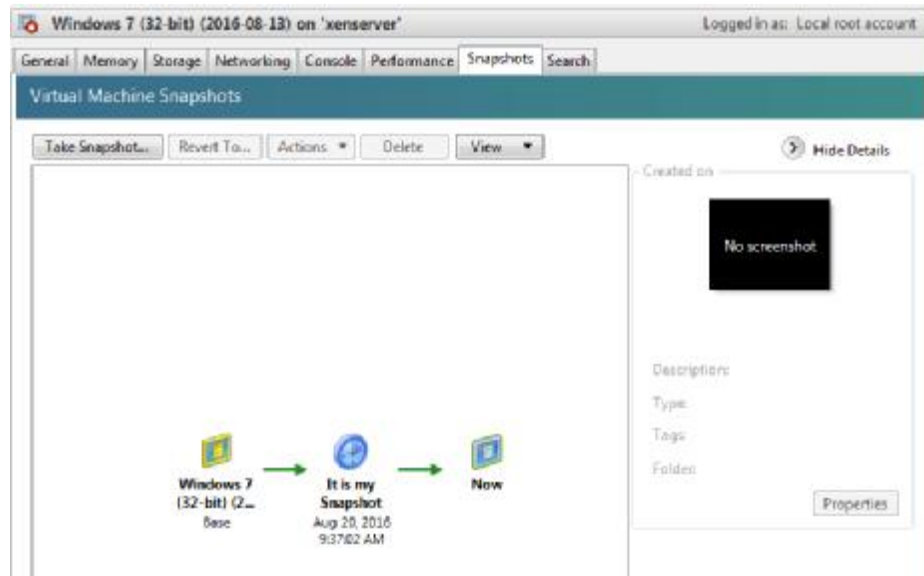 Windows 7 (32-bit) (2016-08-13) on 'xenserver' Logged in as: Local root account
General Memory Storage Networking Console Performance Snapshots Search
Virtual Machine Snapshots
Take Snapshot... Revert To... Actions Delete View Hide Details
Created on
No screenshot
Description:
Type:
Tags:
Folder:
Properties
Windows 7
(32-bit) (2...
Base
It is my
Snapshot
Aug 20, 2016
9:37:02 AM
Now